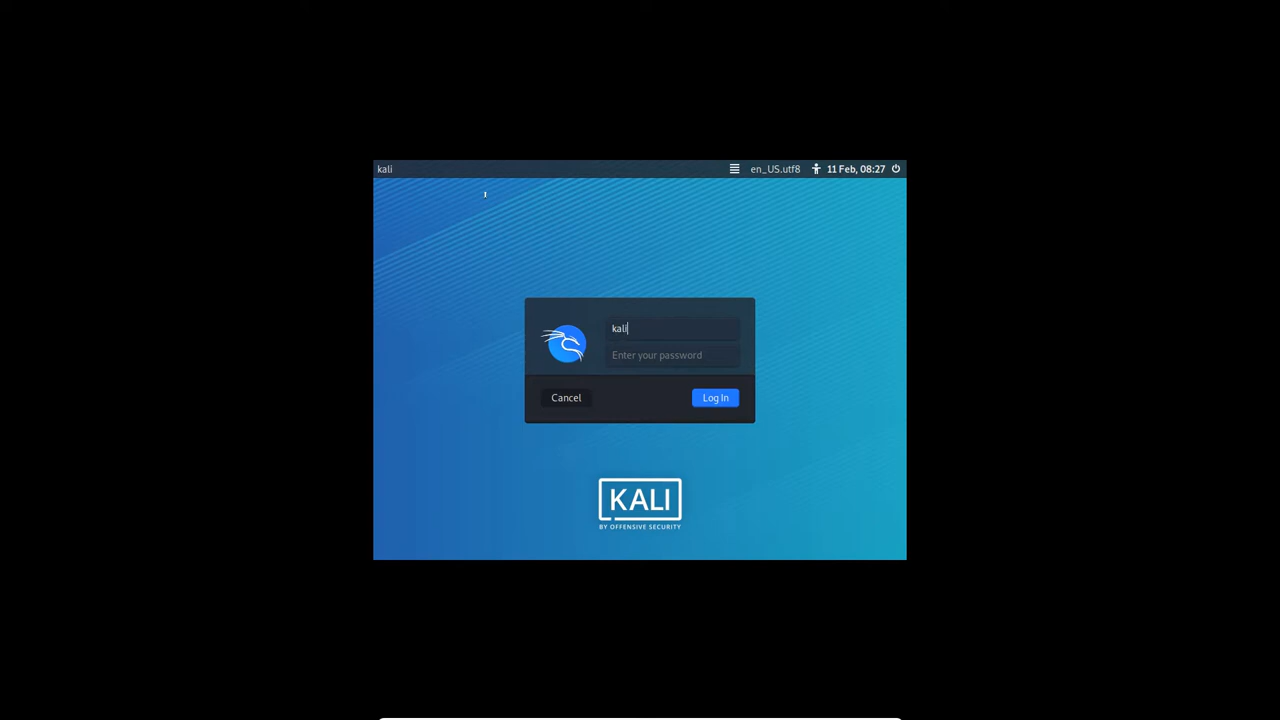 kali
en_US.utf8
11 Feb, 08:27
kali
Enter your password
Cancel
Log In
KALI
BY OFFENSIVE SECURITY